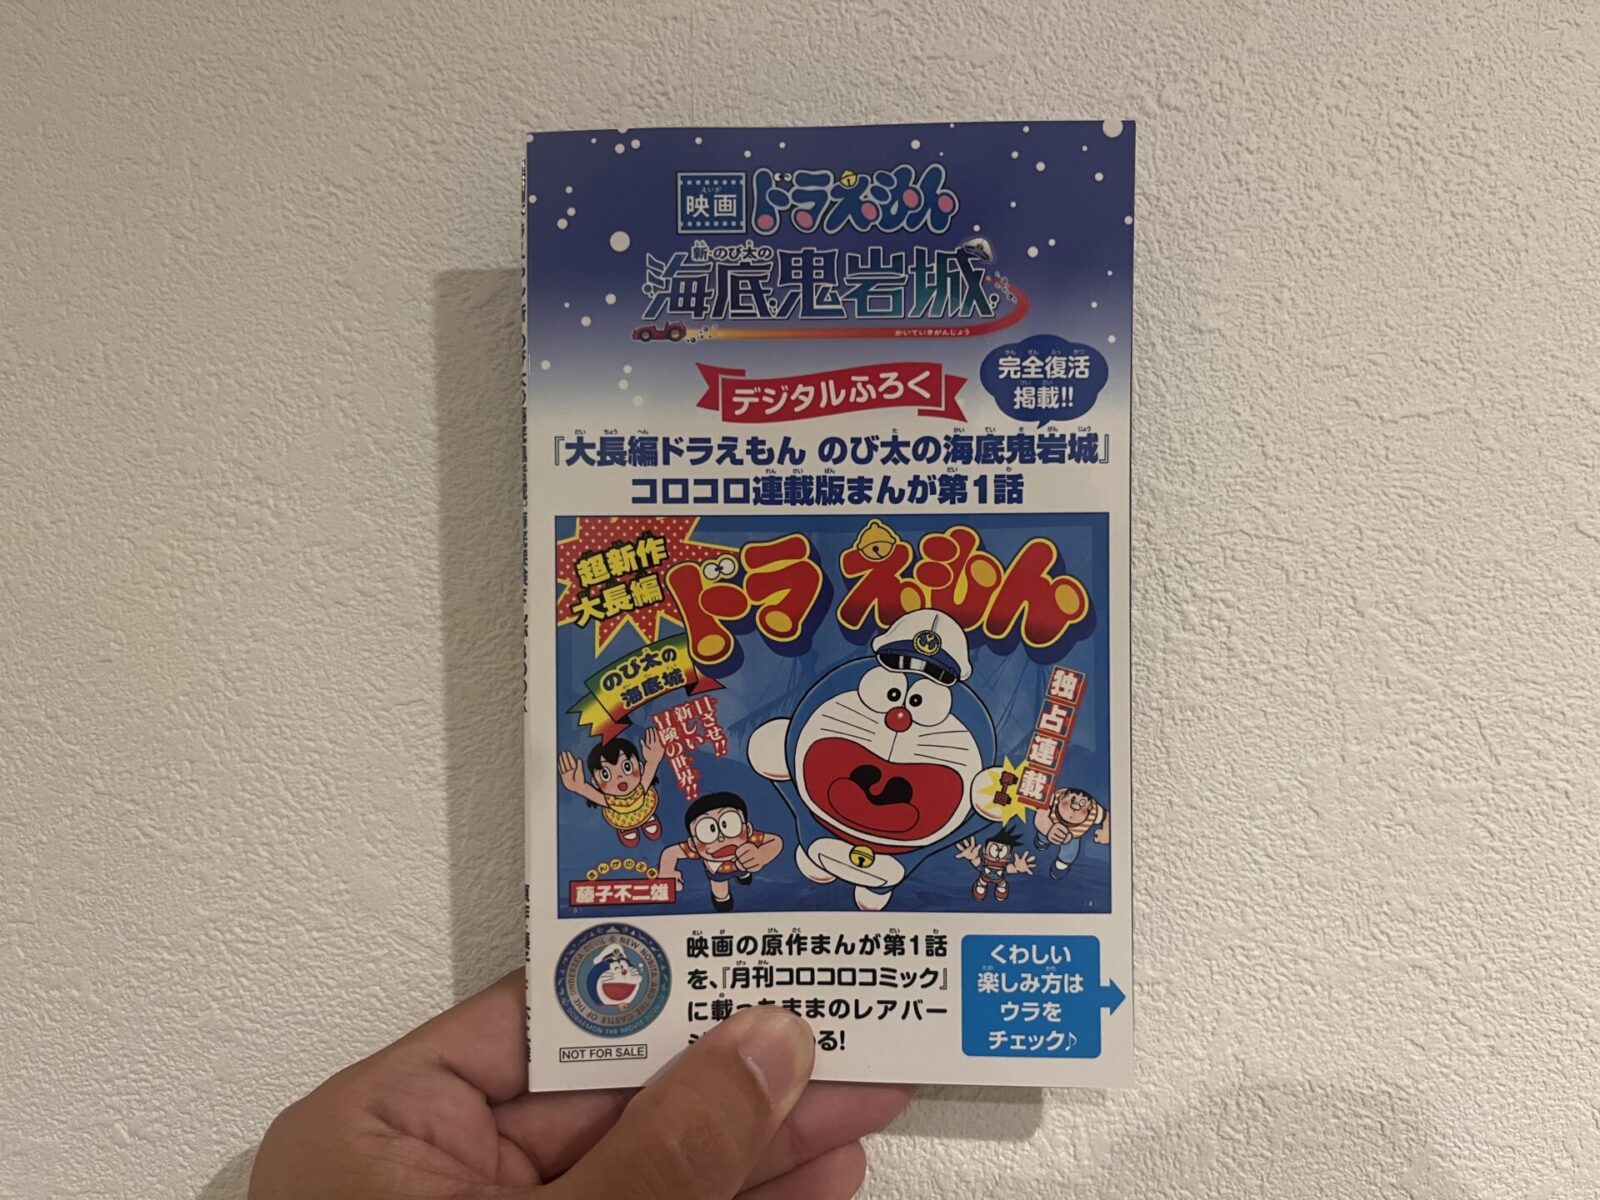 映画
ドラえもん
新・のび太の
海底鬼岩城
かいていきがんじょう
デジタルふろく
完全復活
掲載!!
『大長編ドラえもん のび太の海底鬼岩城』
コロコロ連載版まんが第1話
超新作
大長編
ドラえもん
のび太の
海底城
目ざせ!!
新しい
冒険の世界!!
独占連載
第1回
藤子不二雄
映画の原作まんが第1話
を、『月刊コロコロコミック』
に載ったままのレアバー
る!
くわしい
楽しみ方は
ウラを
チェック♪
NOT FOR SALE